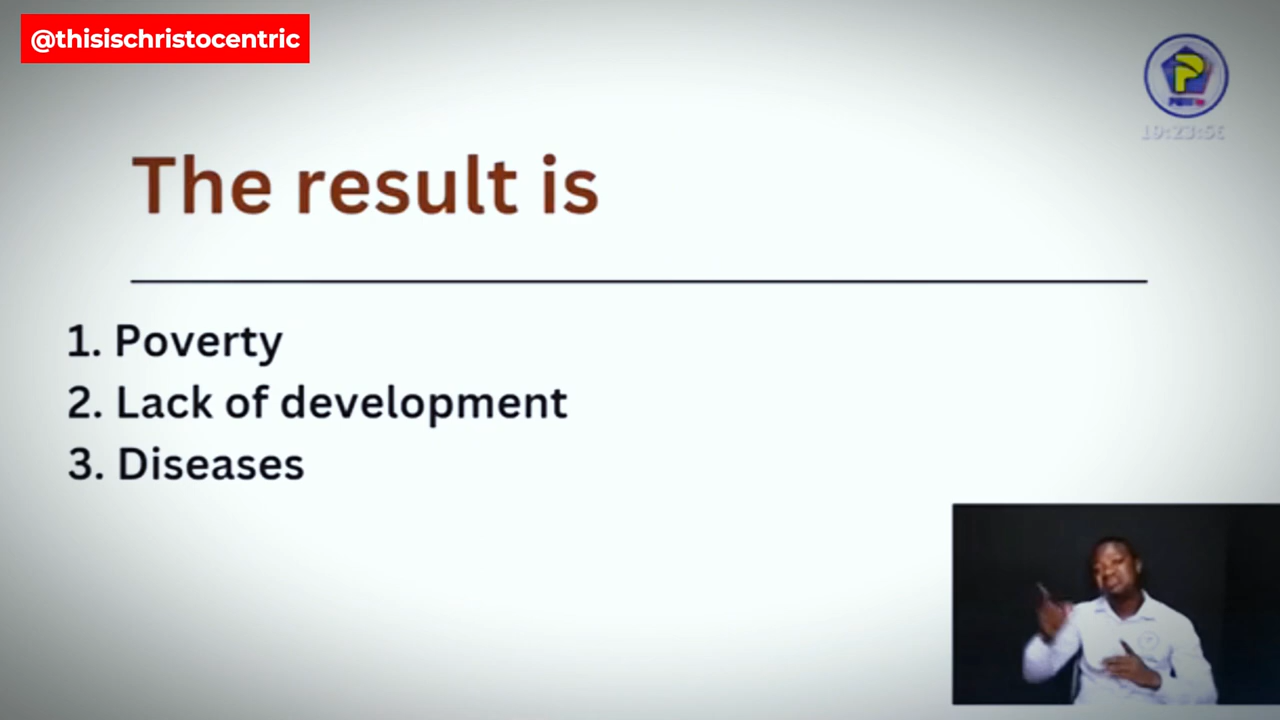 @thisischristocentric
The result is
1. Poverty
2. Lack of development
3. Diseases